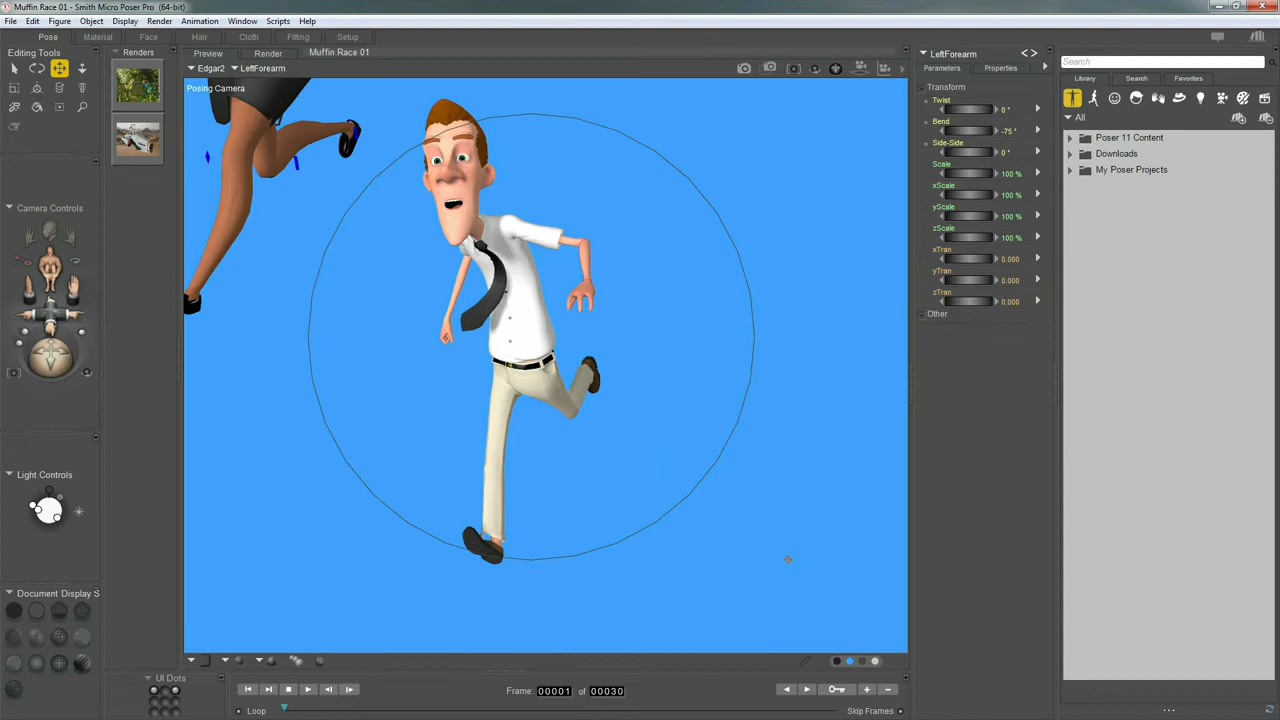 Muffin Race 01 - Smith Micro Poser Pro (64-bit)
File Edit Figure Object Display Render Animation Window Scripts Help
Pose Material Face Hair Cloth Fitting Setup
Editing Tools
Renders
Preview Render Muffin Race 01
Edgar2 LeftForearm
Posing Camera
Camera Controls
Light Controls
Document Display S
UI Dots
Frame: 00001 of 00030
Loop
Skip Frames
LeftForearm
Parameters Properties
Transform
Twist
0 °
Bend
-75 °
Side-Side
0 °
Scale
100 %
xScale
100 %
yScale
100 %
zScale
100 %
xTran
0.000
yTran
0.000
zTran
0.000
Other
Search
Library Search Favorites
All
Poser 11 Content
Downloads
My Poser Projects